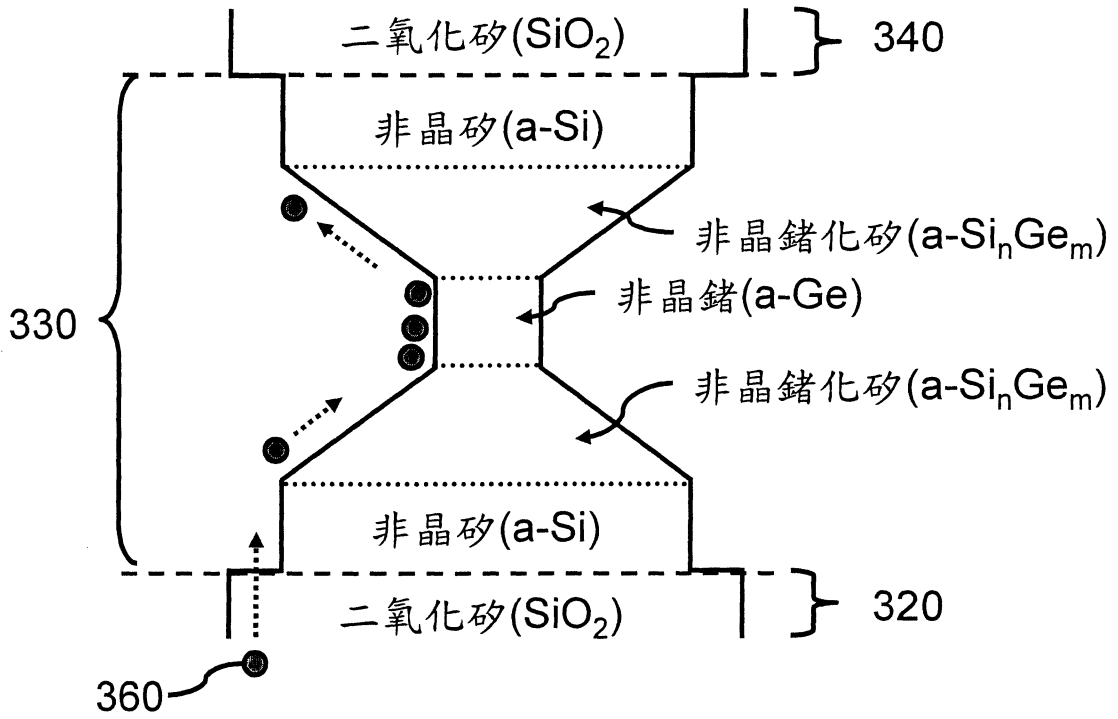 二氧化矽(SiO₂)
340
非晶矽(a-Si)
非晶鍺化矽(a-SiₙGeₘ)
非晶鍺(a-Ge)
330
非晶鍺化矽(a-SiₙGeₘ)
非晶矽(a-Si)
二氧化矽(SiO₂)
320
360